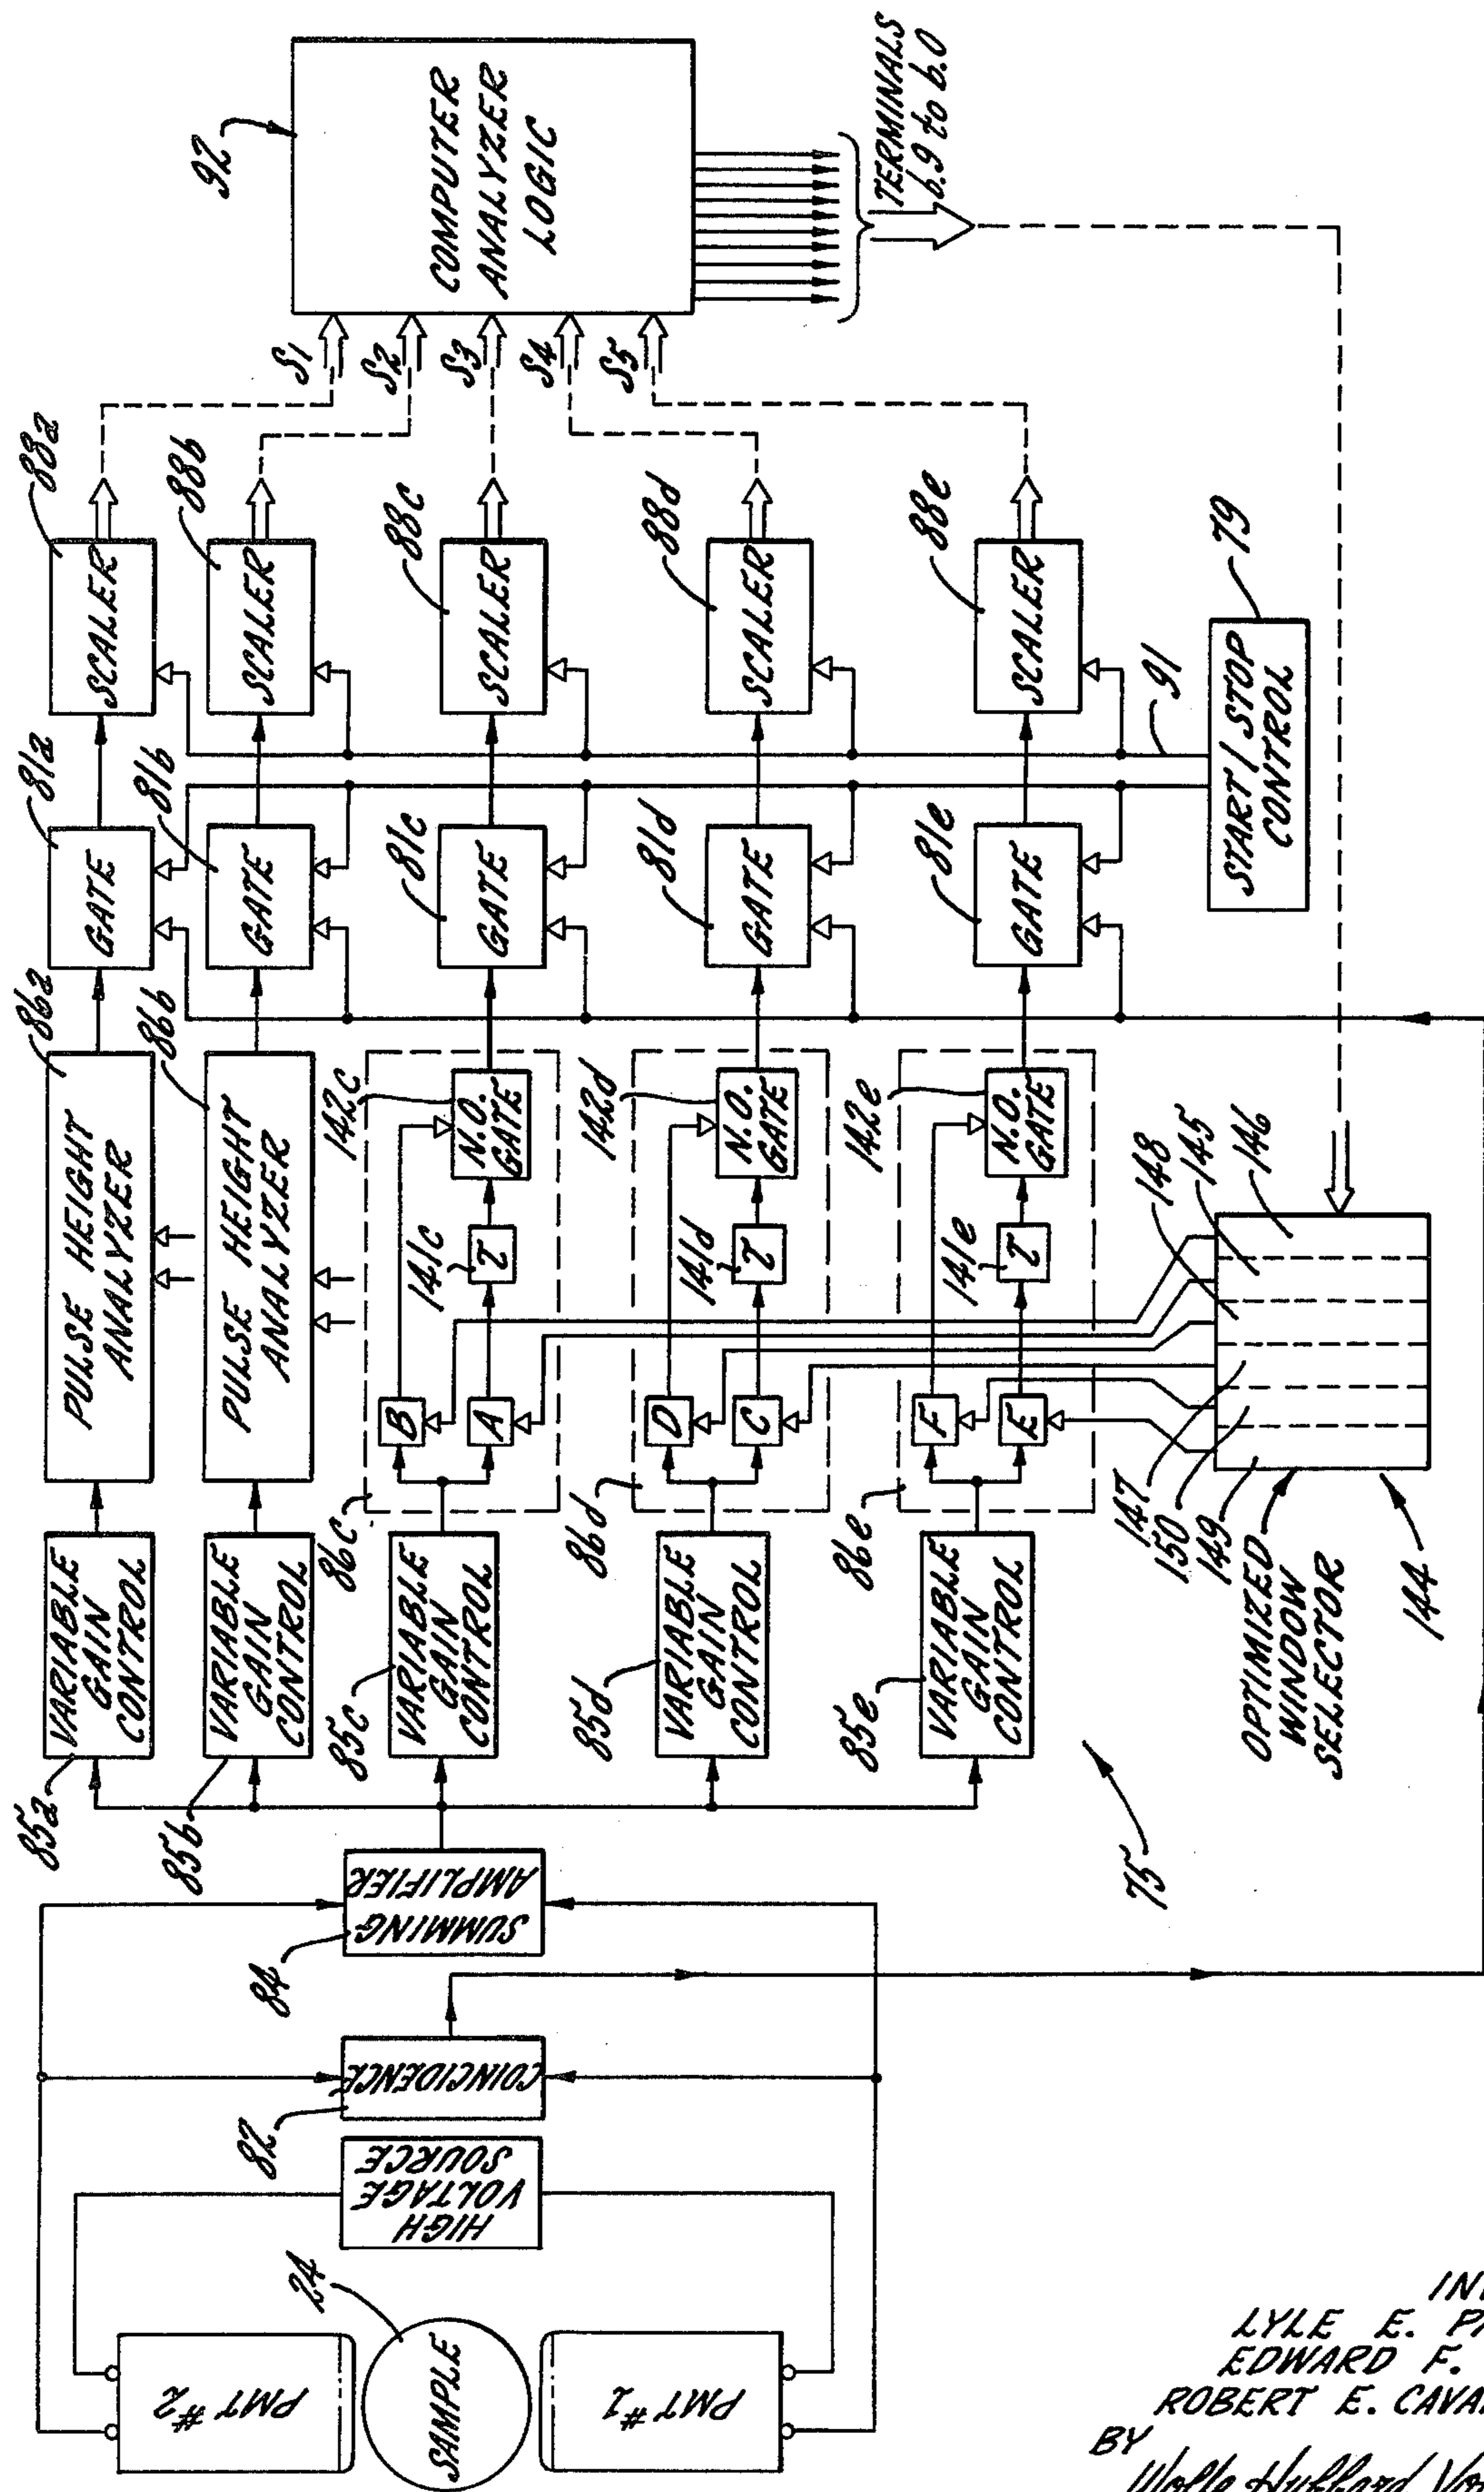 92
COMPUTER
ANALYZER
LOGIC
TERMINALS
b.9 to b.0
S1
S2
S3
S4
S5
88a
SCALER
88b
SCALER
88c
SCALER
88d
SCALER
88e
SCALER
81a
GATE
81b
GATE
81c
GATE
81d
GATE
81e
GATE
91
79
START/STOP
CONTROL
86a
PULSE HEIGHT
ANALYZER
86b
PULSE HEIGHT
ANALYZER
86c
B
A
141c
τ
142c
N.O.
GATE
86d
D
C
141d
τ
142d
N.O.
GATE
86e
F
E
141e
τ
142e
N.O.
GATE
148
145
146
147
150
149
OPTIMIZED
WINDOW
SELECTOR
144
85a
VARIABLE
GAIN
CONTROL
85b
VARIABLE
GAIN
CONTROL
85c
VARIABLE
GAIN
CONTROL
85d
VARIABLE
GAIN
CONTROL
85e
VARIABLE
GAIN
CONTROL
75
84
SUMMING
AMPLIFIER
82
COINCIDENCE
HIGH
VOLTAGE
SOURCE
24
SAMPLE
PMT #2
PMT #1
LYLE E.
EDWARD F.
ROBERT E.
BY